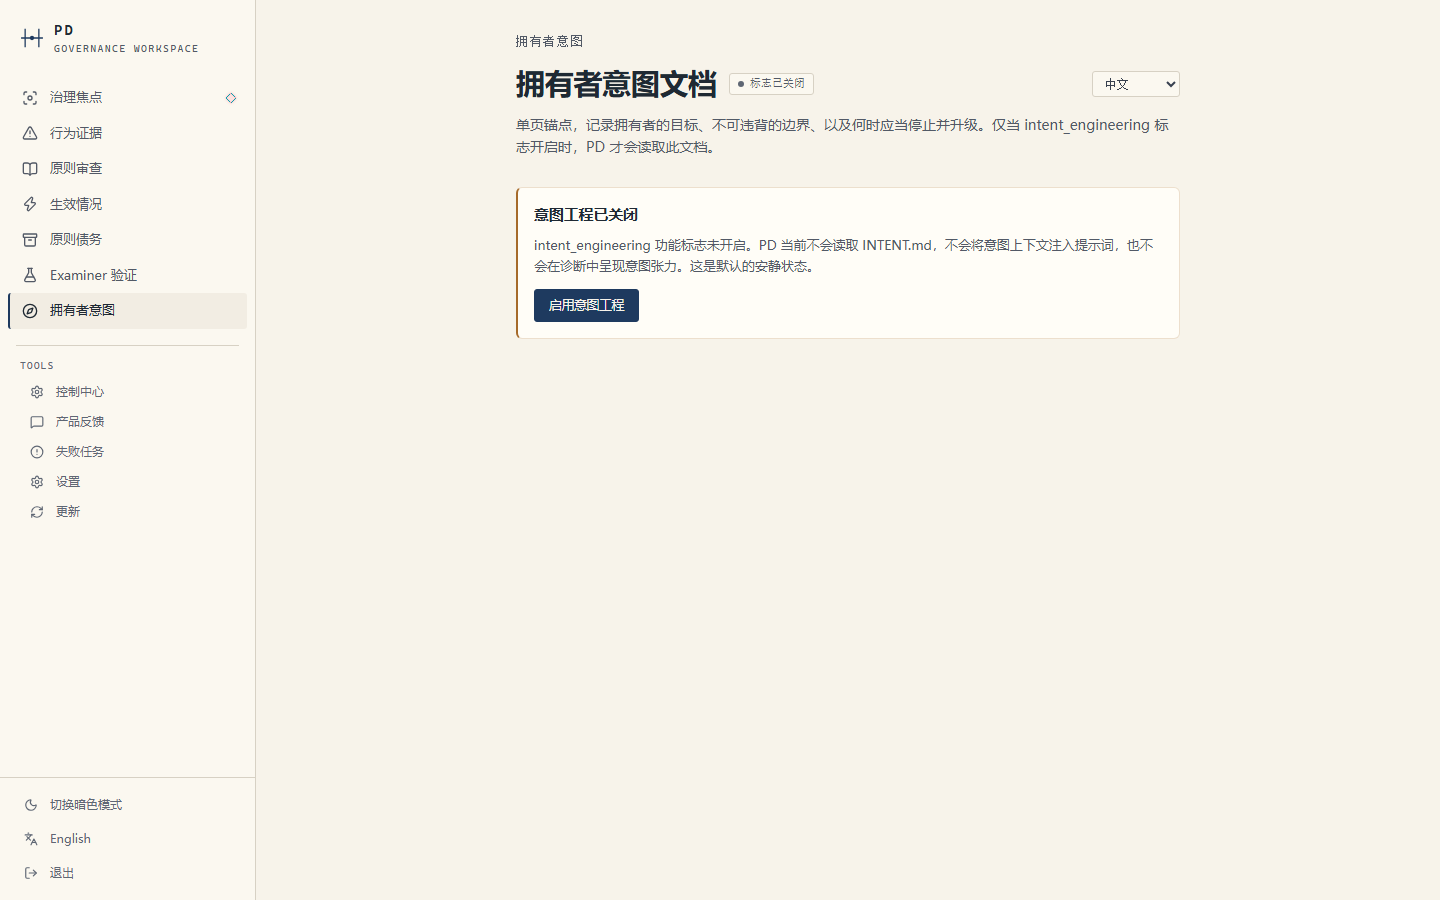 PD
GOVERNANCE WORKSPACE
治理焦点
行为证据
原则审查
生效情况
原则债务
Examiner 验证
拥有者意图
TOOLS
控制中心
产品反馈
失败任务
设置
更新
切换暗色模式
English
退出
拥有者意图
拥有者意图文档
标志已关闭
中文
单页锚点，记录拥有者的目标、不可违背的边界、以及何时应当停止并升级。仅当 intent_engineering 标
志开启时，PD 才会读取此文档。
意图工程已关闭
intent_engineering 功能标志未开启。PD 当前不会读取 INTENT.md，不会将意图上下文注入提示词，也不
会在诊断中呈现意图张力。这是默认的安静状态。
启用意图工程